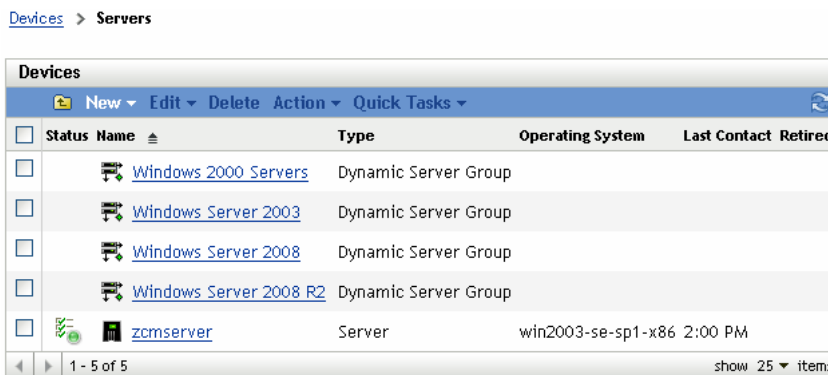 Devices > Servers
Devices
New Edit Delete Action Quick Tasks
Status Name Type Operating System Last Contact Retired
Windows 2000 Servers Dynamic Server Group
Windows Server 2003 Dynamic Server Group
Windows Server 2008 Dynamic Server Group
Windows Server 2008 R2 Dynamic Server Group
zcmserver Server win2003-se-sp1-x86 2:00 PM
1 - 5 of 5 show 25 items